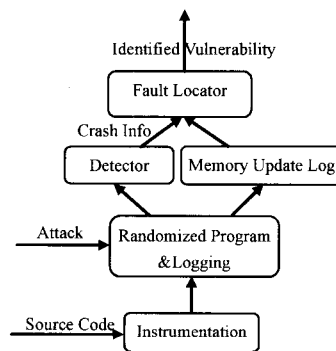 Identified Vulnerability
Fault Locator
Crash Info
Detector
Memory Update Log
Attack
Randomized Program
&Logging
Source Code
Instrumentation